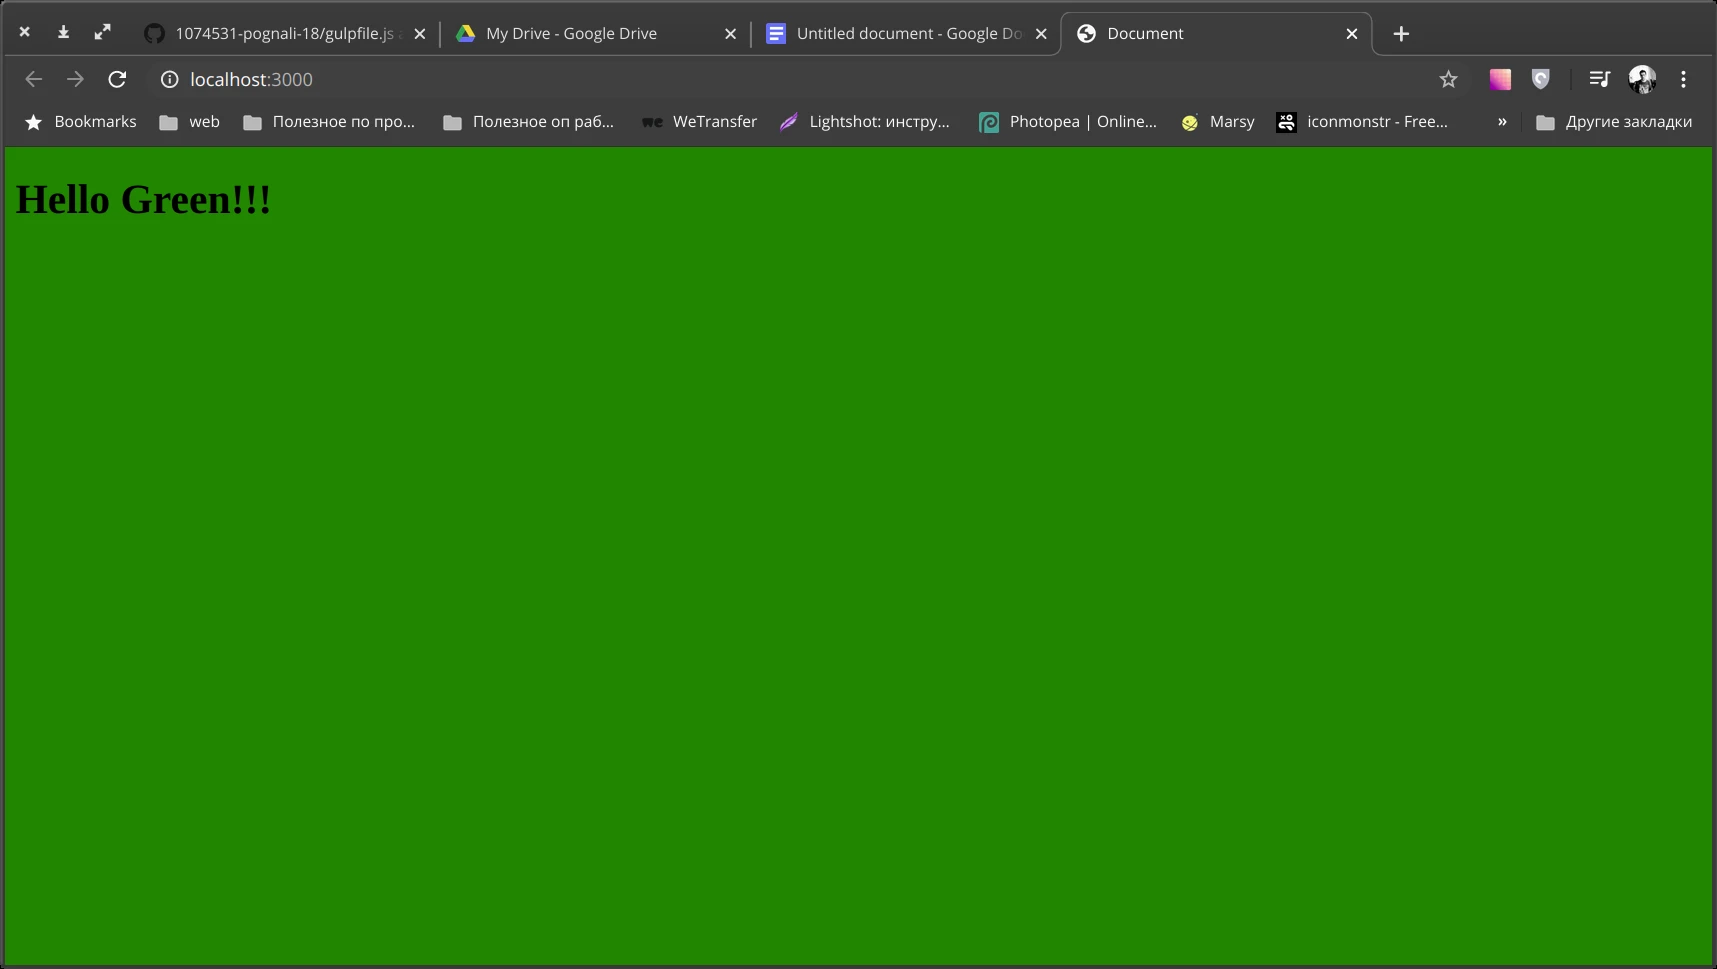 1074531-pognali-18/gulpfile.js a
My Drive - Google Drive
Untitled document - Google Do
Document
localhost:3000
Bookmarks
web
Полезное по про...
Полезное оп раб...
we WeTransfer
Lightshot: инстру...
Photopea | Online...
Marsy
iconmonstr - Free...
»
Другие закладки
Hello Green!!!